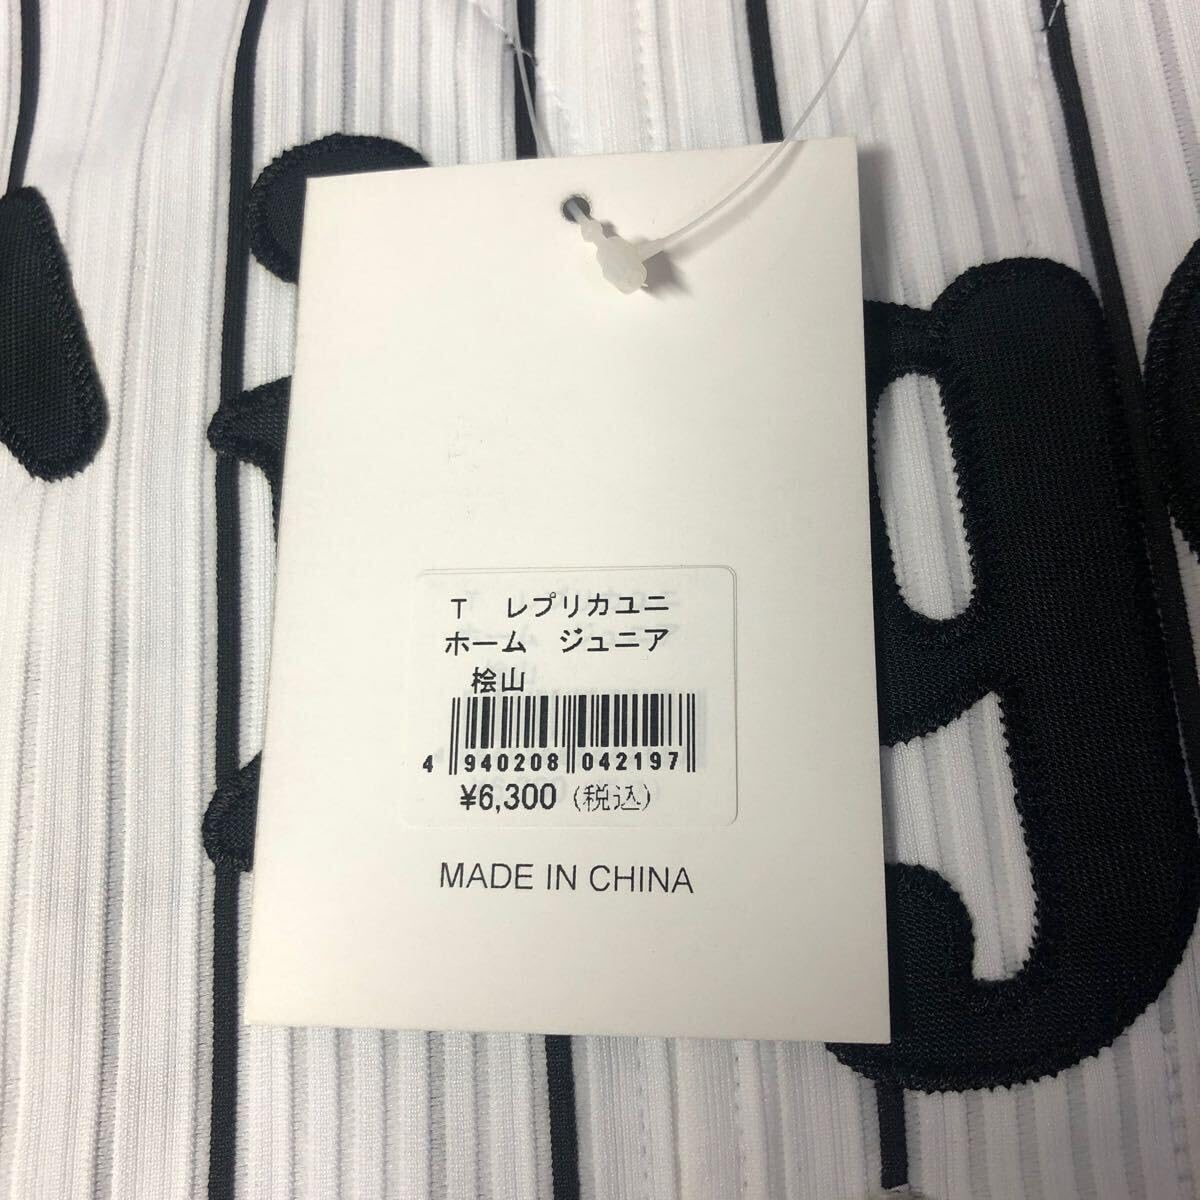 T　レプリカユニ
ホーム　ジュニア
桧山
4 940208 042197
¥6,300（税込）
MADE IN CHINA
ig